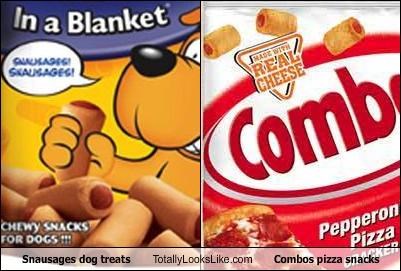 In a Blanket
SNAUSAGES!
SNAUSAGES!
CHEWY SNACKS
FOR DOGS !!!
MADE WITH
REAL
CHEESE
Comb
Pepperon
Pizza
Snausages dog treats
TotallyLooksLike.com
Combos pizza snacks